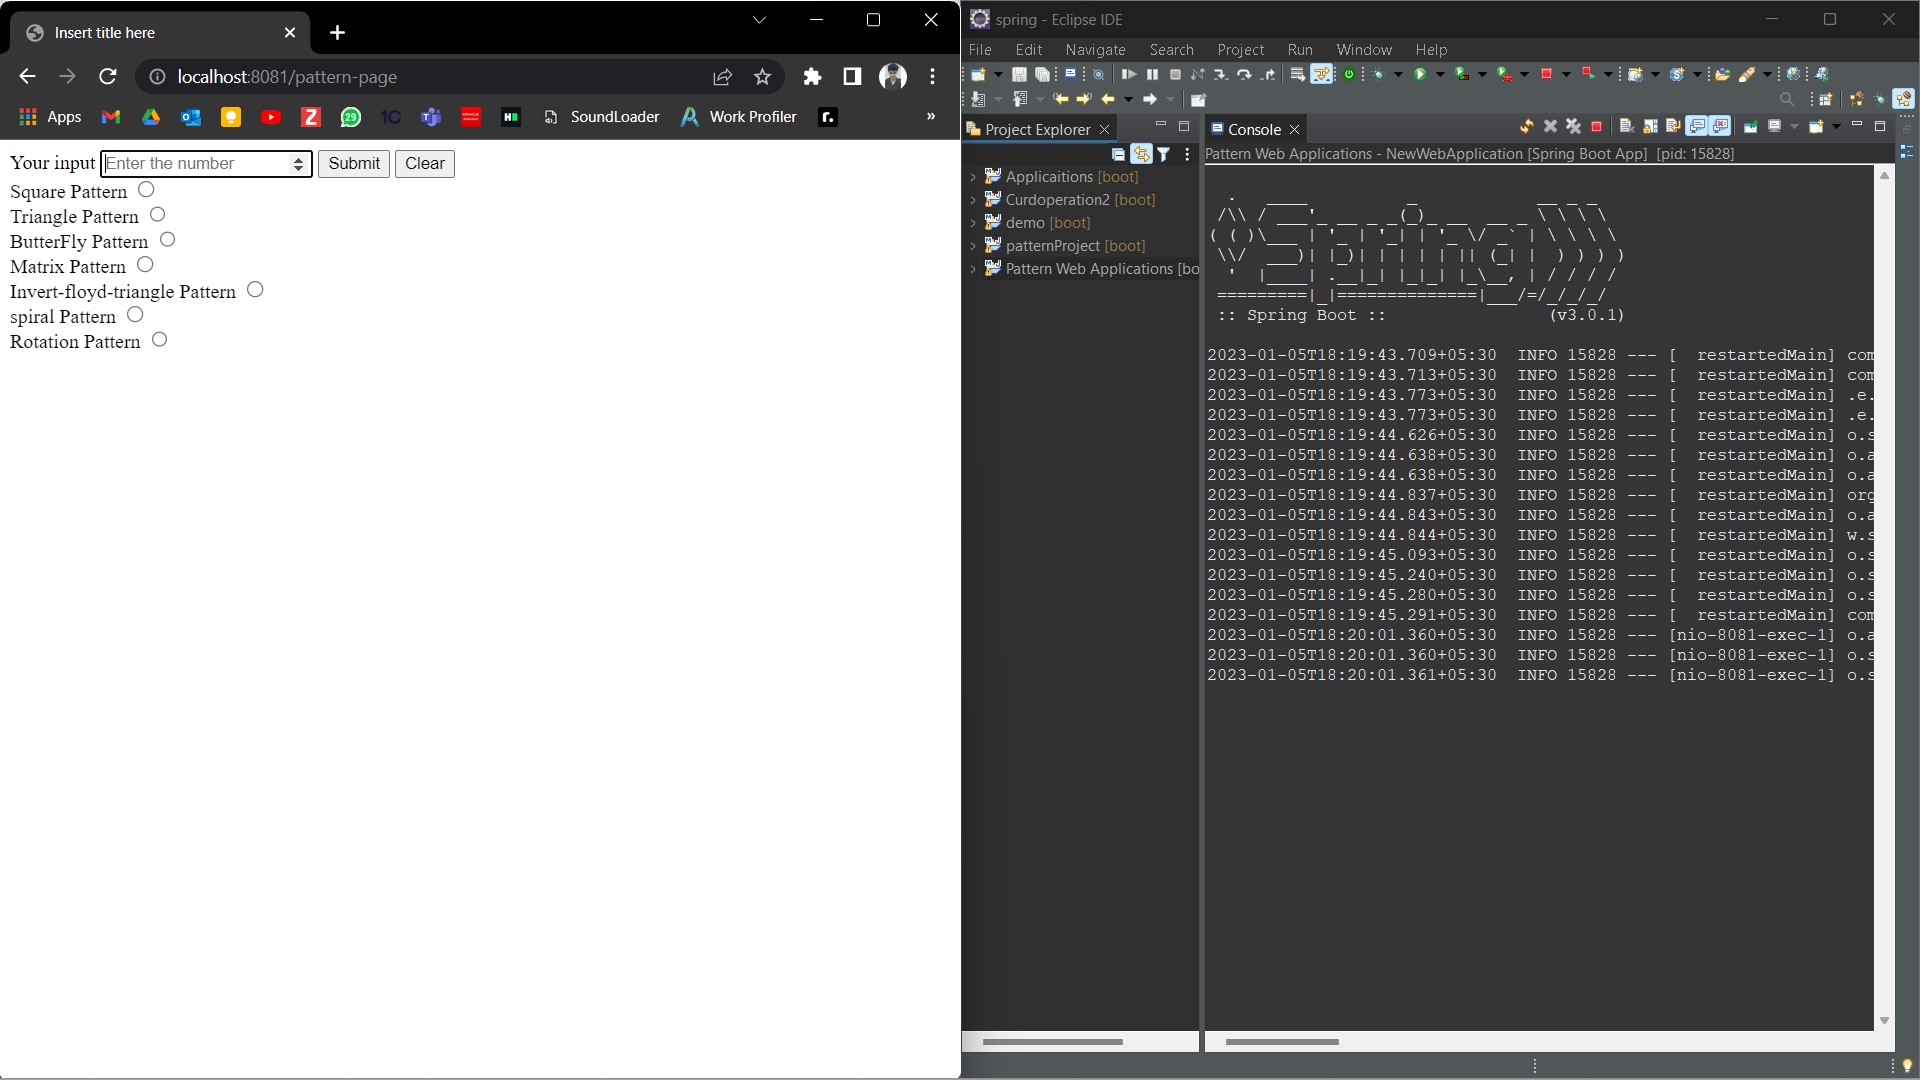 Insert title here
localhost:8081/pattern-page
Apps
29
1C
SoundLoader
Work Profiler
»
Your input Enter the number Submit Clear
Square Pattern
Triangle Pattern
ButterFly Pattern
Matrix Pattern
Invert-floyd-triangle Pattern
spiral Pattern
Rotation Pattern
spring - Eclipse IDE
File Edit Navigate Search Project Run Window Help
Project Explorer
Applicaitions [boot]
Curdoperation2 [boot]
demo [boot]
patternProject [boot]
Pattern Web Applications [bo
Console
Pattern Web Applications - NewWebApplication [Spring Boot App] [pid: 15828]
Spring
:: Spring Boot :: (v3.0.1)
2023-01-05T18:19:43.709+05:30 INFO 15828 --- [ restartedMain] com
2023-01-05T18:19:43.713+05:30 INFO 15828 --- [ restartedMain] com
2023-01-05T18:19:43.773+05:30 INFO 15828 --- [ restartedMain] .e.
2023-01-05T18:19:43.773+05:30 INFO 15828 --- [ restartedMain] .e.
2023-01-05T18:19:44.626+05:30 INFO 15828 --- [ restartedMain] o.s
2023-01-05T18:19:44.638+05:30 INFO 15828 --- [ restartedMain] o.a
2023-01-05T18:19:44.638+05:30 INFO 15828 --- [ restartedMain] o.a
2023-01-05T18:19:44.837+05:30 INFO 15828 --- [ restartedMain] org
2023-01-05T18:19:44.843+05:30 INFO 15828 --- [ restartedMain] o.a
2023-01-05T18:19:44.844+05:30 INFO 15828 --- [ restartedMain] w.s
2023-01-05T18:19:45.093+05:30 INFO 15828 --- [ restartedMain] o.s
2023-01-05T18:19:45.240+05:30 INFO 15828 --- [ restartedMain] o.s
2023-01-05T18:19:45.280+05:30 INFO 15828 --- [ restartedMain] o.s
2023-01-05T18:19:45.291+05:30 INFO 15828 --- [ restartedMain] com
2023-01-05T18:20:01.360+05:30 INFO 15828 --- [nio-8081-exec-1] o.a
2023-01-05T18:20:01.360+05:30 INFO 15828 --- [nio-8081-exec-1] o.s
2023-01-05T18:20:01.361+05:30 INFO 15828 --- [nio-8081-exec-1] o.s